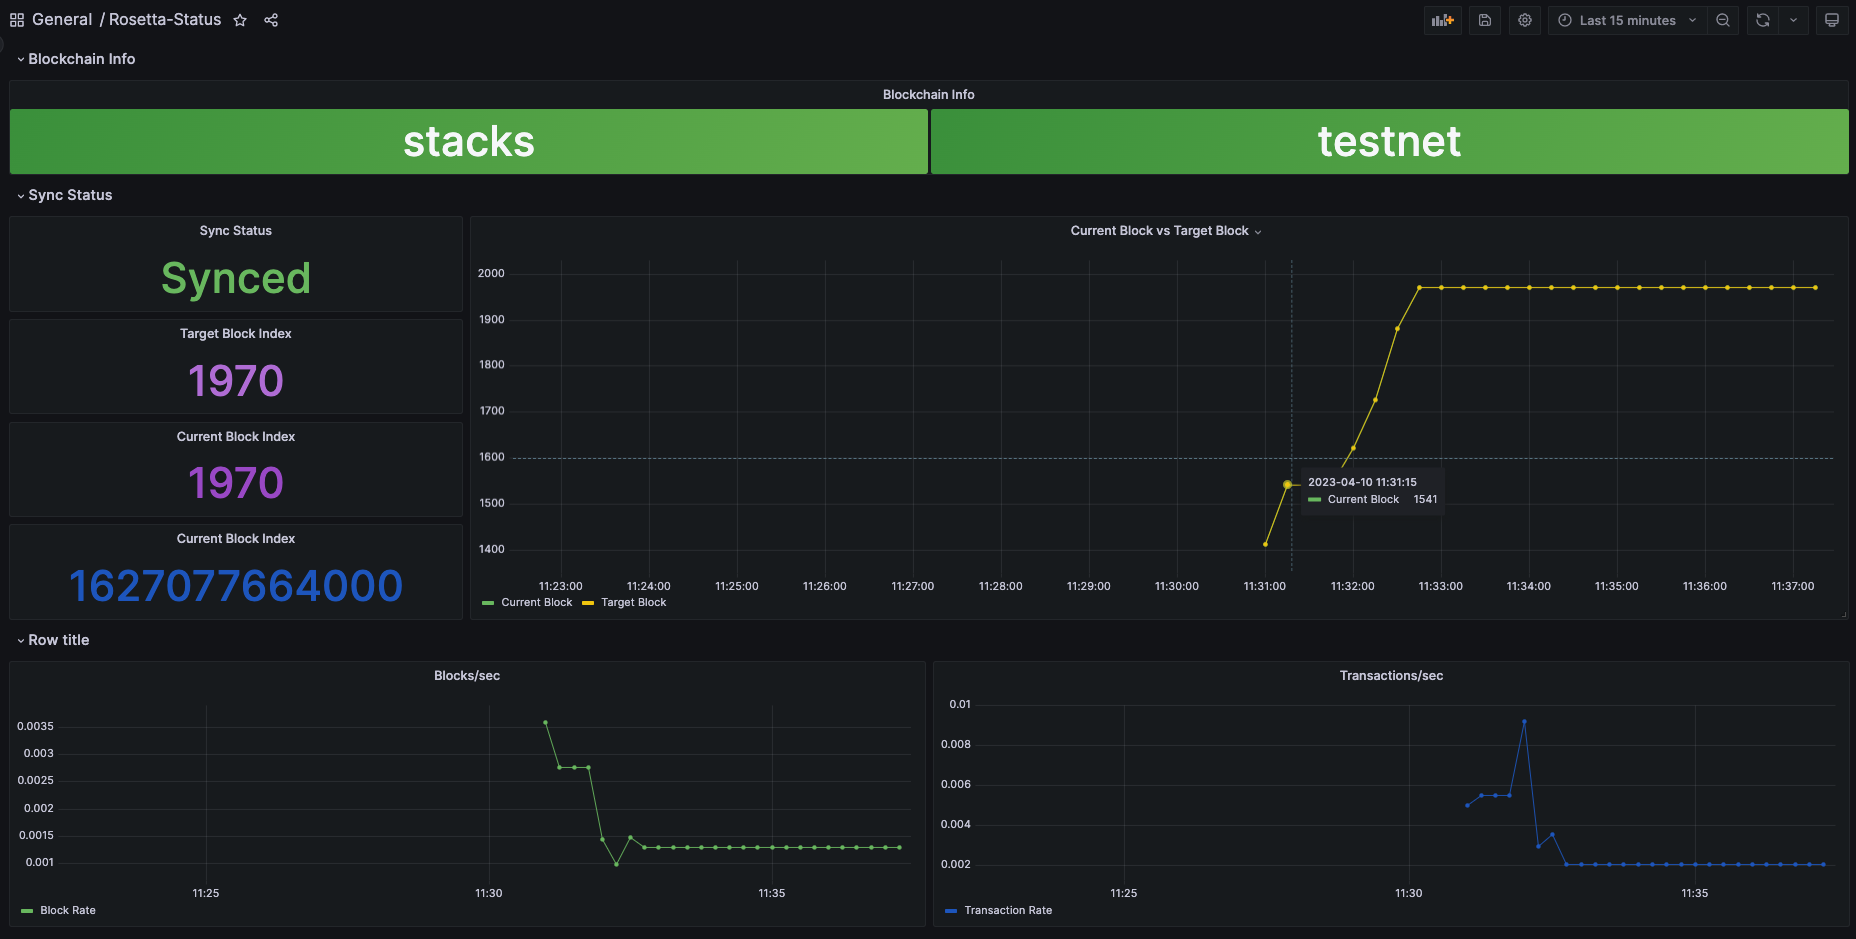 General / Rosetta-Status
Last 15 minutes
Blockchain Info
Blockchain Info
stacks
testnet
Sync Status
Sync Status
Synced
Target Block Index
1970
Current Block Index
1970
Current Block Index
1627077664000
Current Block vs Target Block
2000
1900
1800
1700
1600
1500
1400
2023-04-10 11:31:15
Current Block 1541
11:23:00 11:24:00 11:25:00 11:26:00 11:27:00 11:28:00 11:29:00 11:30:00 11:31:00 11:32:00 11:33:00 11:34:00 11:35:00 11:36:00 11:37:00
Current Block Target Block
Row title
Blocks/sec
0.0035
0.003
0.0025
0.002
0.0015
0.001
11:25 11:30 11:35
Block Rate
Transactions/sec
0.01
0.008
0.006
0.004
0.002
11:25 11:30 11:35
Transaction Rate